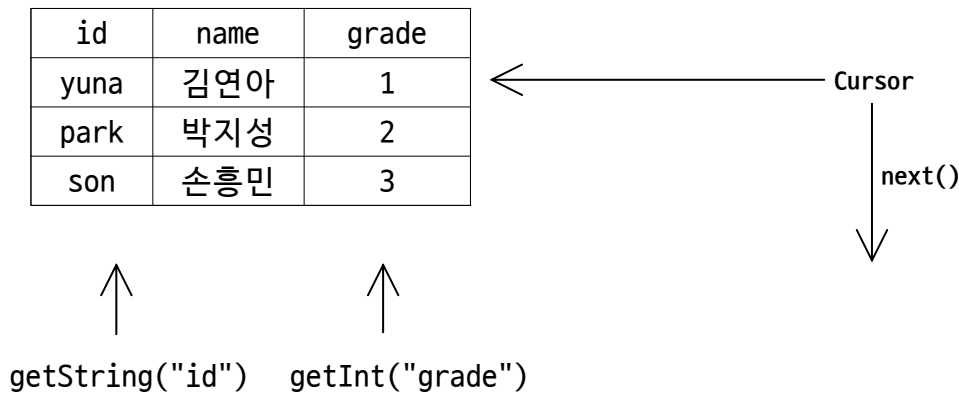 id name grade
yuna 김연아 1
Cursor
park 박지성 2
son 손흥민 3
next()
getString("id") getInt("grade")